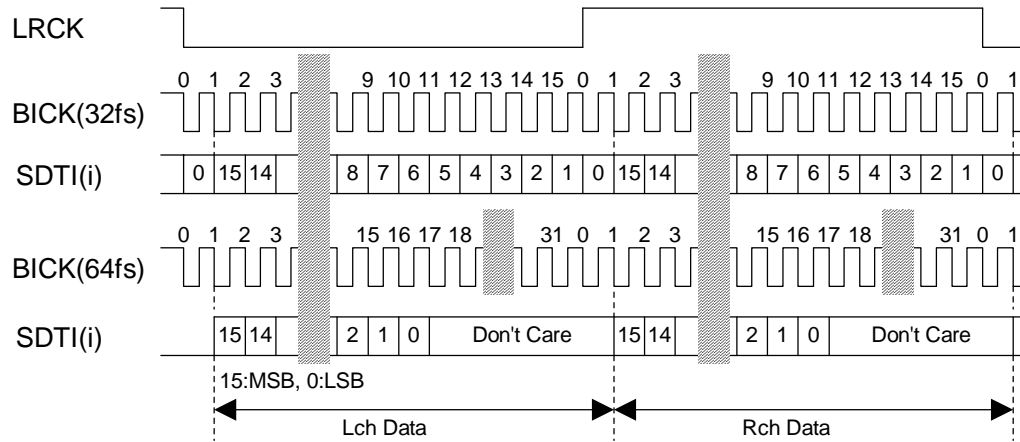 LRCK
0 1 2 3 9 10 11 12 13 14 15 0 1 2 3 9 10 11 12 13 14 15 0 1
BICK(32fs)
SDTI(i) 0 15 14 8 7 6 5 4 3 2 1 0 15 14 8 7 6 5 4 3 2 1 0
0 1 2 3 15 16 17 18 31 0 1 2 3 15 16 17 18 31 0 1
BICK(64fs)
SDTI(i) 15 14 2 1 0 Don't Care 15 14 2 1 0 Don't Care
15:MSB, 0:LSB
Lch Data Rch Data